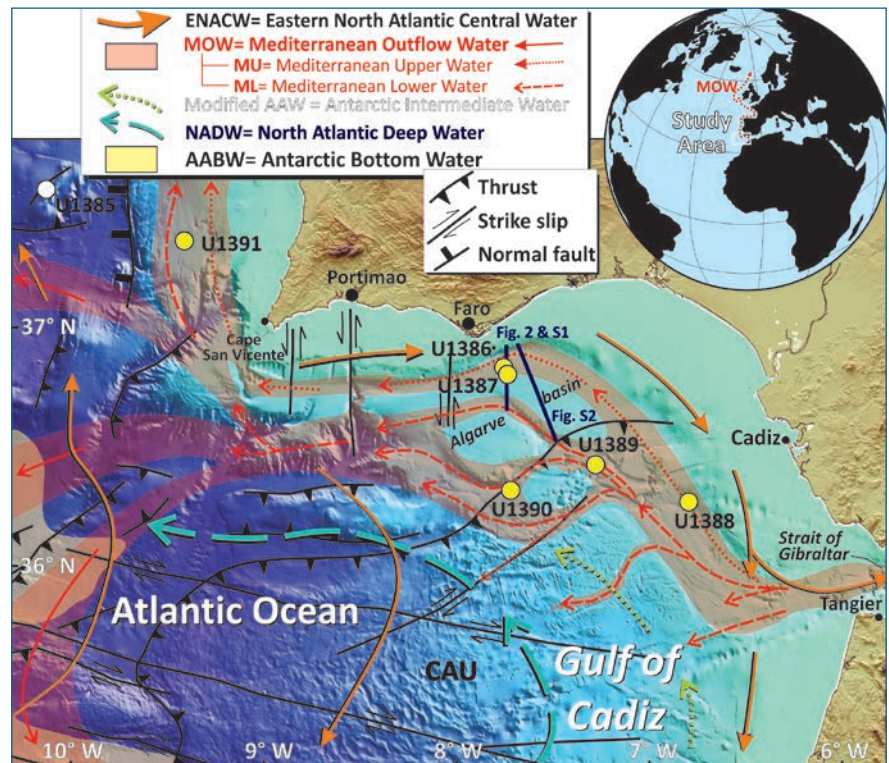 ENACW= Eastern North Atlantic Central Water
MOW= Mediterranean Outflow Water
MU= Mediterranean Upper Water
ML= Mediterranean Lower Water
Modified AAW = Antarctic Intermediate Water
NADW= North Atlantic Deep Water
AABW= Antarctic Bottom Water
MOW
Study
Area
Thrust
Strike slip
Normal fault
U1385
U1391
Portimao
Faro
37° N
Cape
San Vicente
Fig. 2 & S1
U1386
U1387
basin
Algarve
Fig. S2
Cadiz
U1389
U1390
U1388
Strait of
Gibraltar
36° N
Tangier
Atlantic Ocean
CAU
Gulf of
Cadiz
10° W
9° W
8° W
7° W
6° W